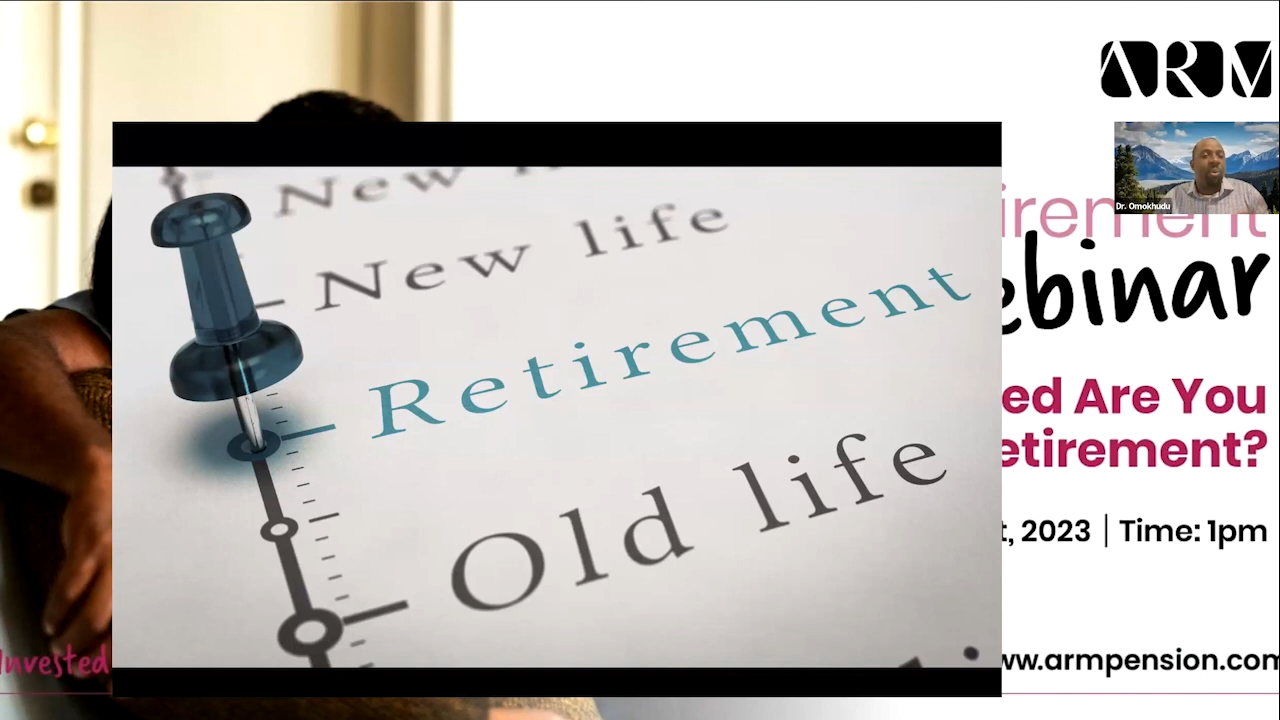 ARM
Dr. Omokhudu
New
New life
Retirement
Old life
irement
ebinar
ed Are You
etirement?
t, 2023 | Time: 1pm
Invested
ww.armpension.com